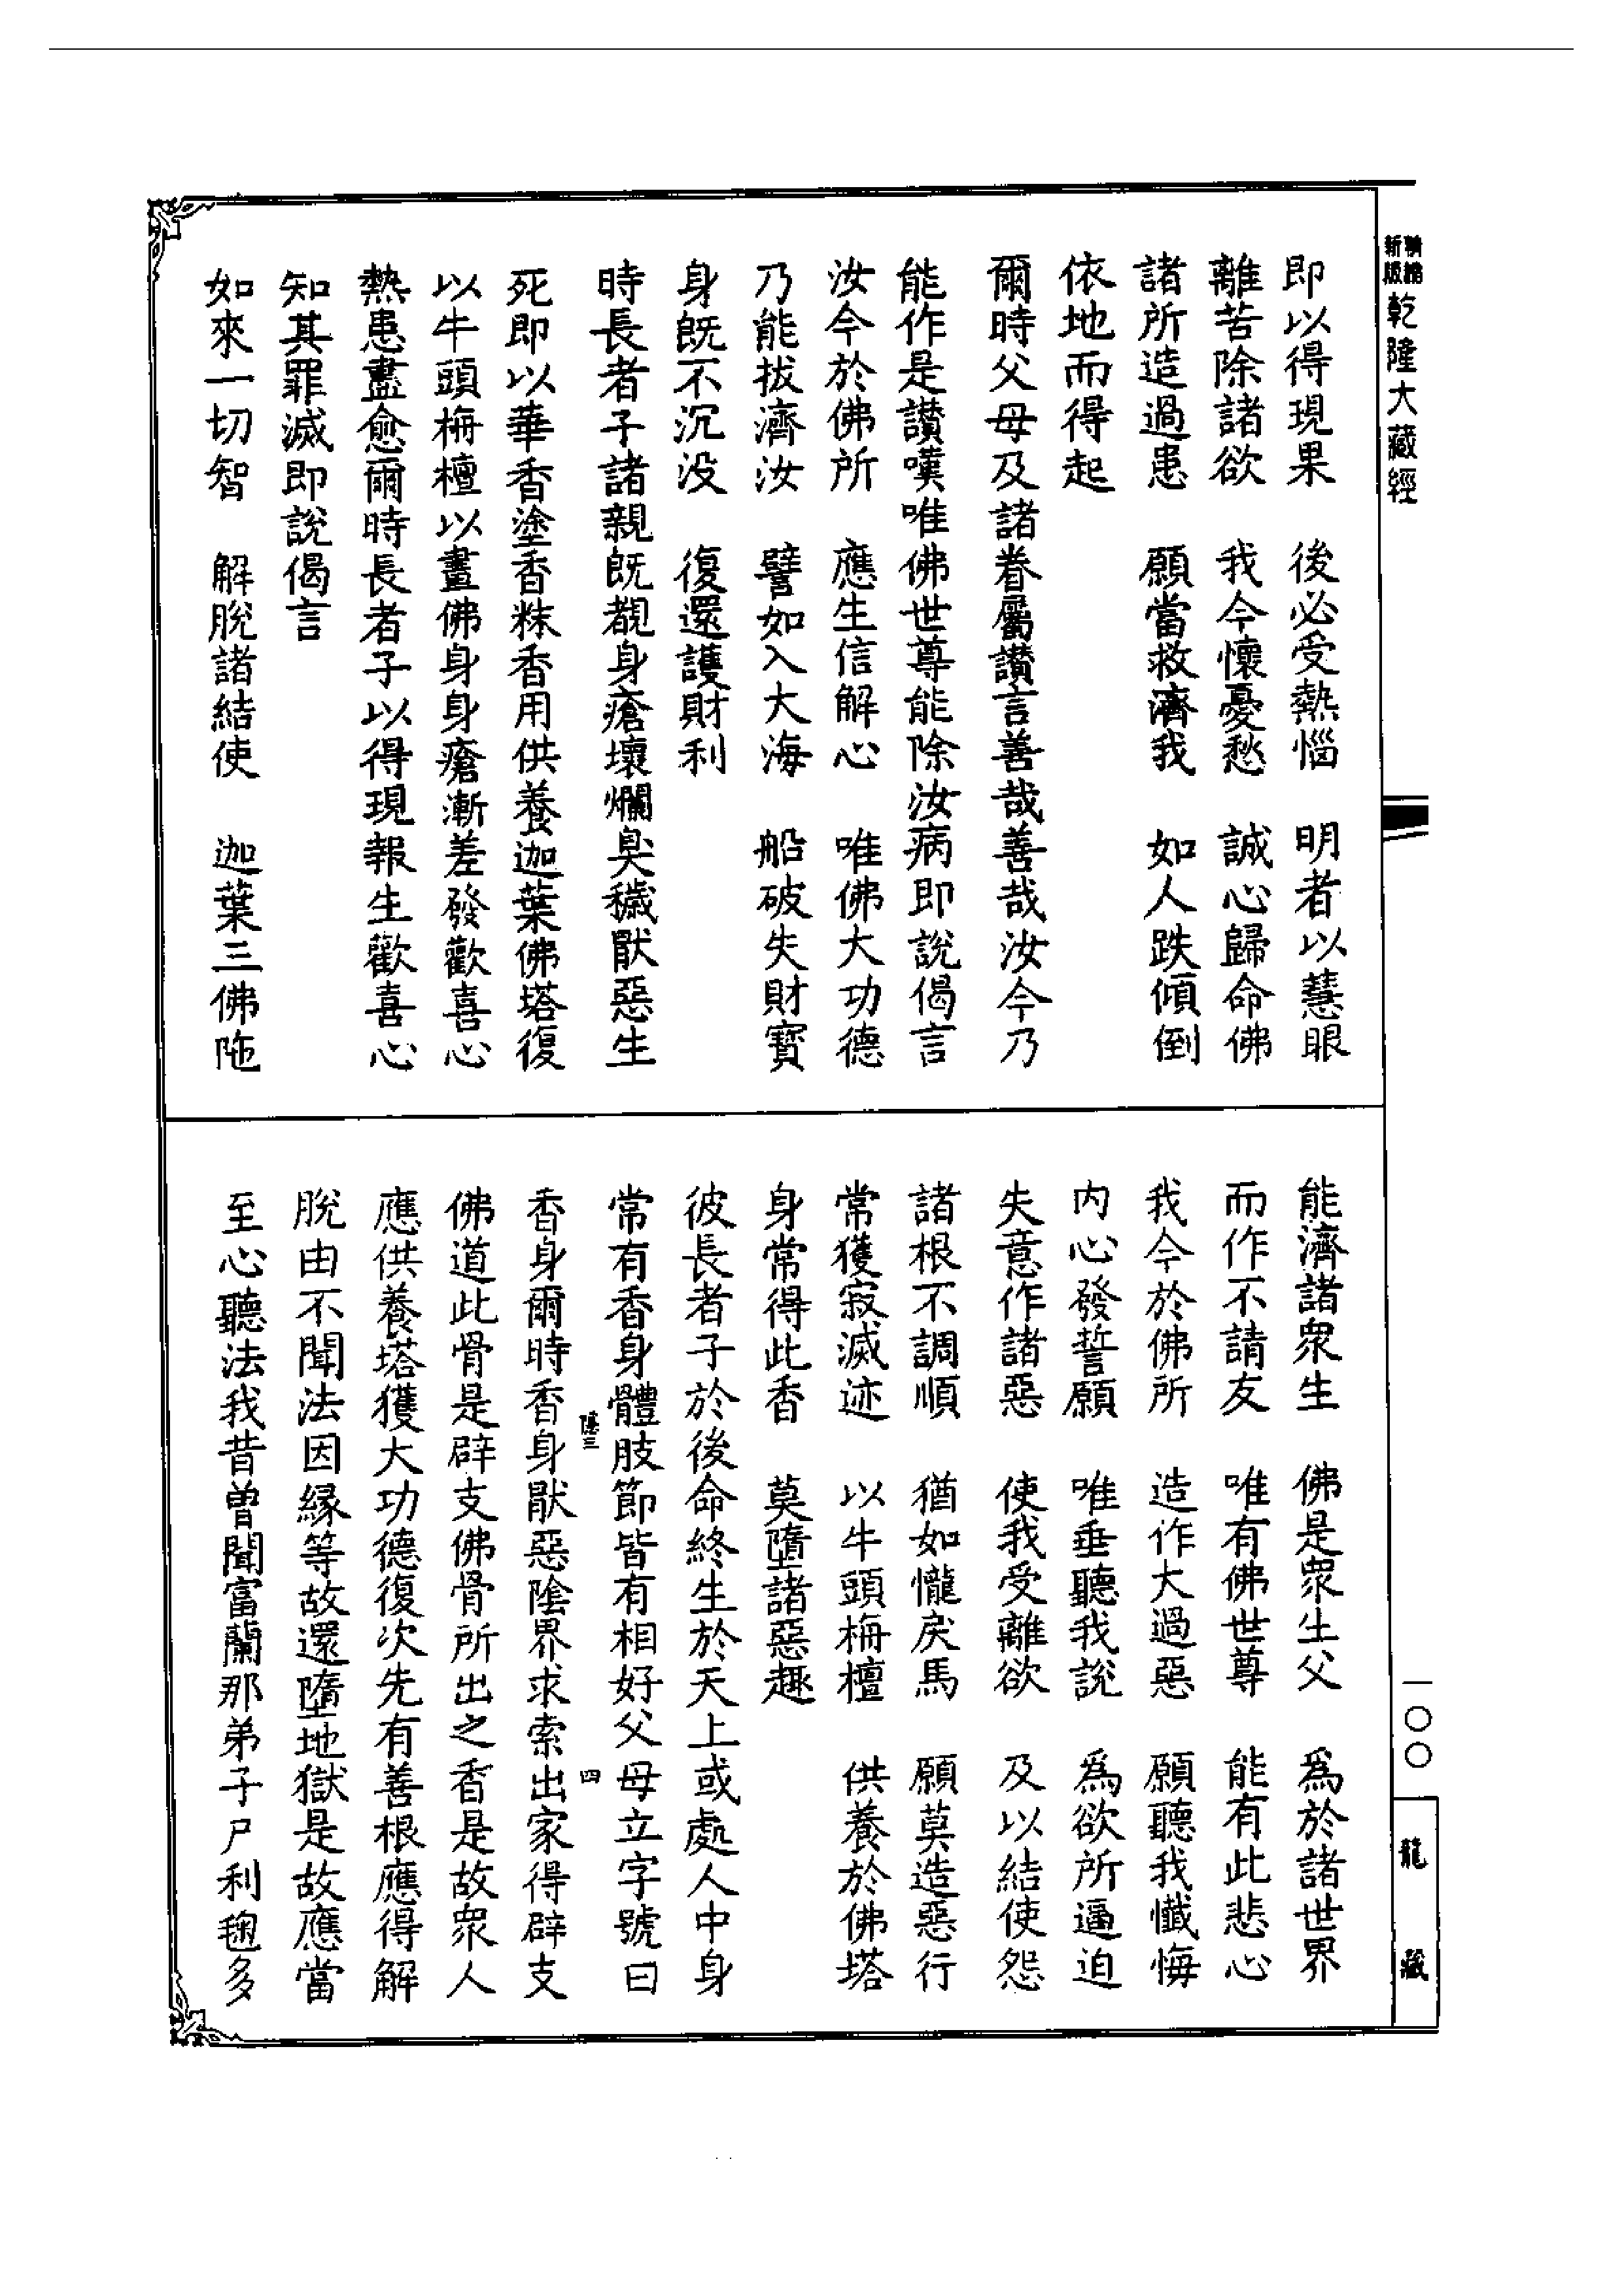 精縮新版乾隆大藏經
即以得現果　後必受熱惱　明者以慧眼
離苦除諸欲　我今懷憂愁　誠心歸命佛
諸所造過患　願當救濟我　如人跌傾倒
依地而得起
爾時父母及諸眷屬讃言善哉善哉汝今乃
能作是讃嘆唯佛世尊能除汝病即說偈言
汝今於佛所　應生信解心　唯佛大功德
乃能拔濟汝　譬如入大海　船破失財寶
身既不沉没　復還護財利
時長者子諸親既覩身瘡壞爛臭穢猒惡生
死即以華香塗香粖香用供養迦葉佛塔復
以牛頭栴檀以畫佛身身瘡漸差發歡喜心
熱患盡愈爾時長者子以得現報生歡喜心
知其罪滅即說偈言
如來一切智　解脫諸結使　迦葉三佛陁
能濟諸衆生　佛是衆生父　爲於諸世界
而作不請友　唯有佛世尊　能有此悲心
我今於佛所　造作大過惡　願聽我懺悔
内心發誓願　唯垂聽我說　爲欲所逼迫
失意作諸惡　使我受離欲　及以結使怨
諸根不調順　猶如㦬戾馬　願莫造惡行
常獲寂滅迹　以牛頭栴檀　供養於佛塔
身常得此香　莫墮諸惡趣
彼長者子於後命終生於天上或處人中身
常有香身體肢節皆有相好父母立字號曰
隱三　四
香身爾時香身猒惡陰界求索出家得辟支
佛道此骨是辟支佛骨所出之香是故衆人
應供養塔獲大功德復次先有善根應得解
脫由不聞法因縁等故還墮地獄是故應當
至心聽法我昔曽聞富蘭那弟子尸利毱多
一〇〇
龍藏